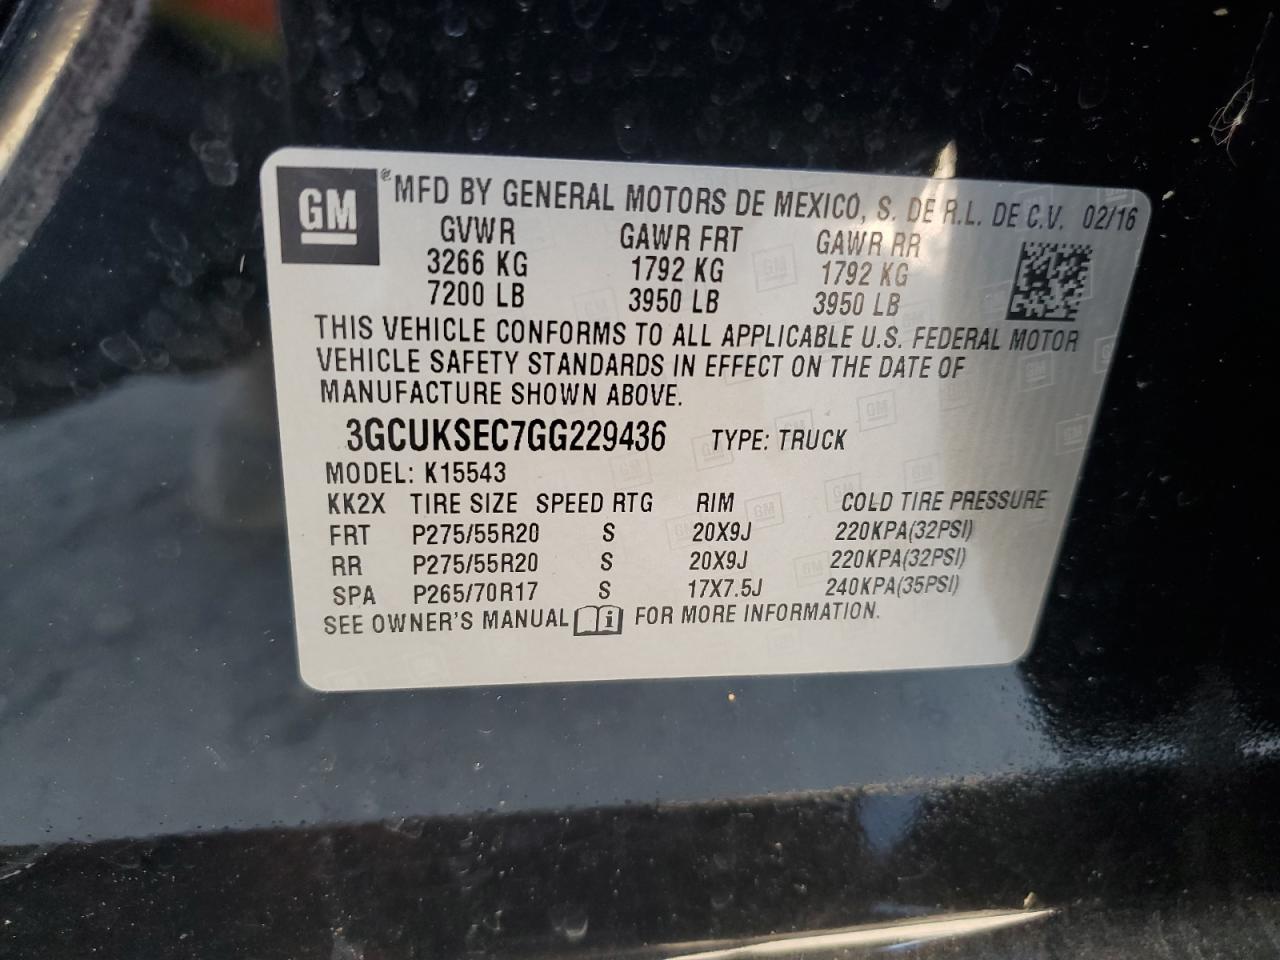 GM ® MFD BY GENERAL MOTORS DE MEXICO, S. DE R.L. DE C.V. 02/16
GVWR GAWR FRT GAWR RR
3266 KG 1792 KG 1792 KG
7200 LB 3950 LB 3950 LB
THIS VEHICLE CONFORMS TO ALL APPLICABLE U.S. FEDERAL MOTOR
VEHICLE SAFETY STANDARDS IN EFFECT ON THE DATE OF
MANUFACTURE SHOWN ABOVE.
3GCUKSEC7GG229436 TYPE: TRUCK
MODEL: K15543
KK2X TIRE SIZE SPEED RTG RIM COLD TIRE PRESSURE
FRT P275/55R20 S 20X9J 220KPA(32PSI)
RR P275/55R20 S 20X9J 220KPA(32PSI)
SPA P265/70R17 S 17X7.5J 240KPA(35PSI)
SEE OWNER'S MANUAL i FOR MORE INFORMATION.